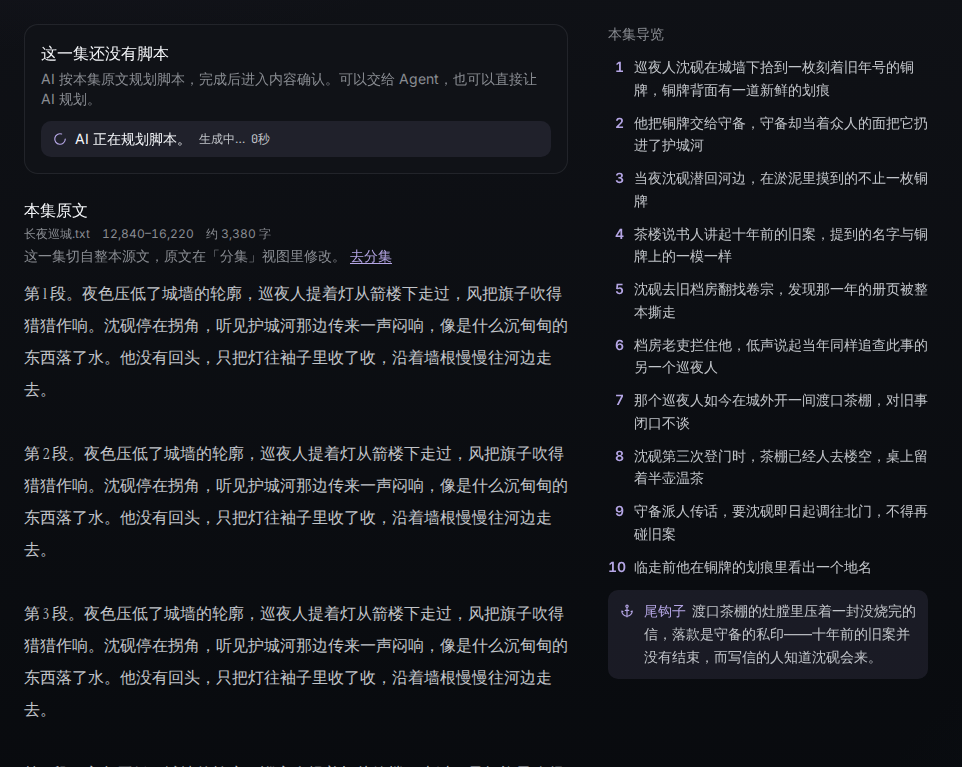 这一集还没有脚本
AI 按本集原文规划脚本，完成后进入内容确认。可以交给 Agent，也可以直接让
AI 规划。
AI 正在规划脚本。 生成中… 0秒
本集原文
长夜巡城.txt 12,840–16,220 约 3,380 字
这一集切自整本源文，原文在「分集」视图里修改。 去分集
第1段。夜色压低了城墙的轮廓，巡夜人提着灯从箭楼下走过，风把旗子吹得
猎猎作响。沈砚停在拐角，听见护城河那边传来一声闷响，像是什么沉甸甸的
东西落了水。他没有回头，只把灯往袖子里收了收，沿着墙根慢慢往河边走
去。
第2段。夜色压低了城墙的轮廓，巡夜人提着灯从箭楼下走过，风把旗子吹得
猎猎作响。沈砚停在拐角，听见护城河那边传来一声闷响，像是什么沉甸甸的
东西落了水。他没有回头，只把灯往袖子里收了收，沿着墙根慢慢往河边走
去。
第3段。夜色压低了城墙的轮廓，巡夜人提着灯从箭楼下走过，风把旗子吹得
猎猎作响。沈砚停在拐角，听见护城河那边传来一声闷响，像是什么沉甸甸的
东西落了水。他没有回头，只把灯往袖子里收了收，沿着墙根慢慢往河边走
去。
本集导览
1 巡夜人沈砚在城墙下拾到一枚刻着旧年号的铜
牌，铜牌背面有一道新鲜的划痕
2 他把铜牌交给守备，守备却当着众人的面把它扔
进了护城河
3 当夜沈砚潜回河边，在淤泥里摸到的不止一枚铜
牌
4 茶楼说书人讲起十年前的旧案，提到的名字与铜
牌上的一模一样
5 沈砚去旧档房翻找卷宗，发现那一年的册页被整
本撕走
6 档房老吏拦住他，低声说起当年同样追查此事的
另一个巡夜人
7 那个巡夜人如今在城外开一间渡口茶棚，对旧事
闭口不谈
8 沈砚第三次登门时，茶棚已经人去楼空，桌上留
着半壶温茶
9 守备派人传话，要沈砚即日起调往北门，不得再
碰旧案
10 临走前他在铜牌的划痕里看出一个地名
尾钩子 渡口茶棚的灶膛里压着一封没烧完的
信，落款是守备的私印——十年前的旧案并
没有结束，而写信的人知道沈砚会来。